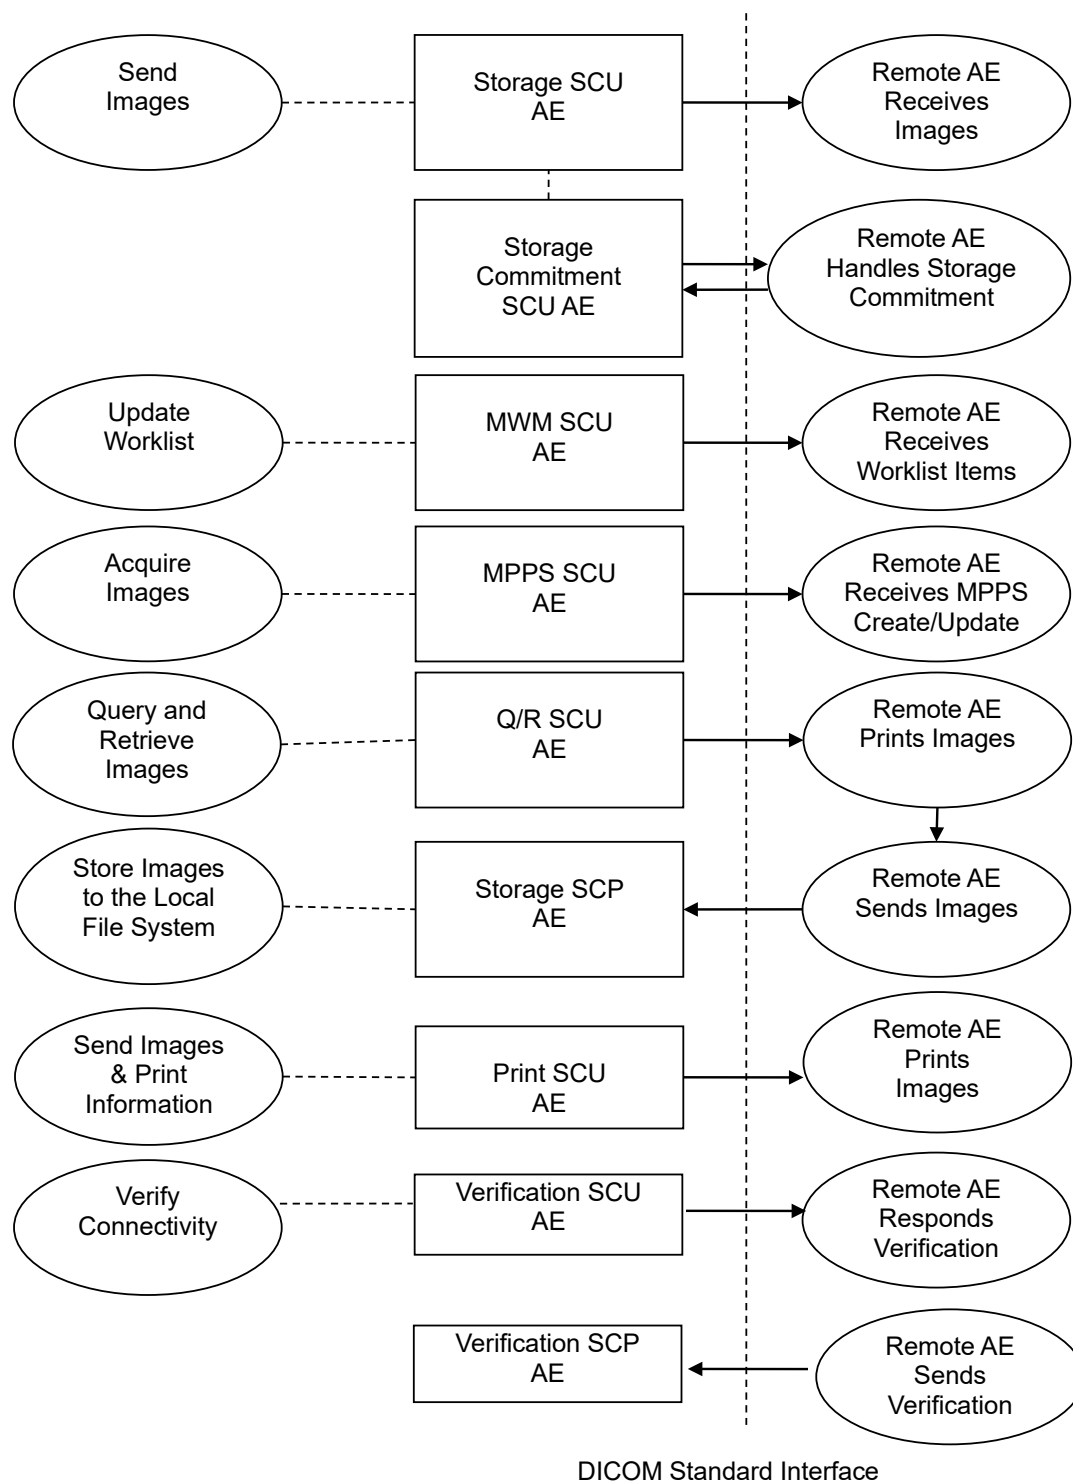 Send
Images
Storage SCU
AE
Remote AE
Receives
Images
Storage
Commitment
SCU AE
Remote AE
Handles Storage
Commitment
Update
Worklist
MWM SCU
AE
Remote AE
Receives
Worklist Items
Acquire
Images
MPPS SCU
AE
Remote AE
Receives MPPS
Create/Update
Query and
Retrieve
Images
Q/R SCU
AE
Remote AE
Prints Images
Store Images
to the Local
File System
Storage SCP
AE
Remote AE
Sends Images
Send Images
& Print
Information
Print SCU
AE
Remote AE
Prints
Images
Verify
Connectivity
Verification SCU
AE
Remote AE
Responds
Verification
Verification SCP
AE
Remote AE
Sends
Verification
DICOM Standard Interface